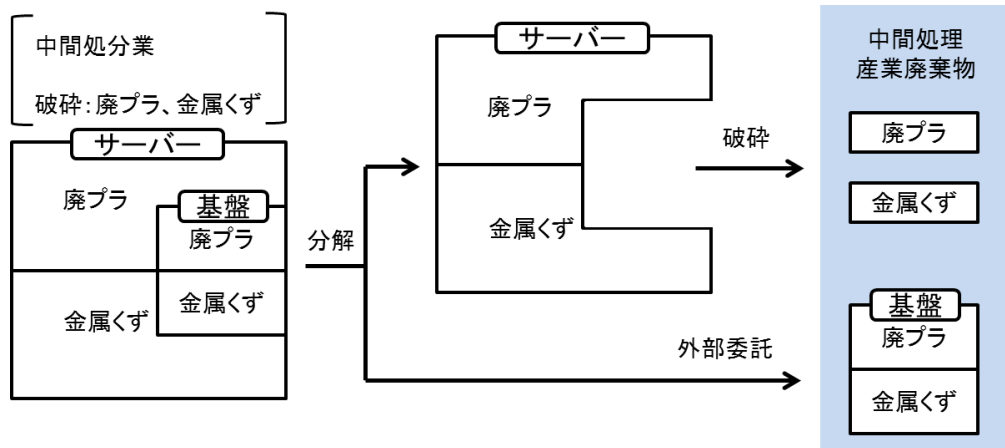 中間処分業
破砕：廃プラ、金属くず
サーバー
廃プラ
基盤
廃プラ
金属くず
金属くず
分解
サーバー
廃プラ
金属くず
破砕
外部委託
中間処理
産業廃棄物
廃プラ
金属くず
基盤
廃プラ
金属くず